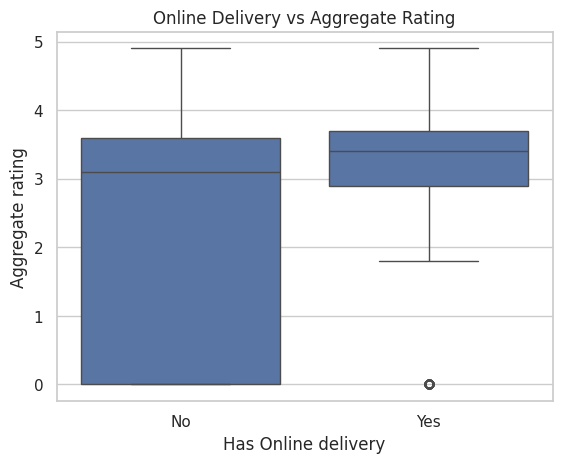 Online Delivery vs Aggregate Rating
Aggregate rating
5
4
3
2
1
0
No
Yes
Has Online delivery